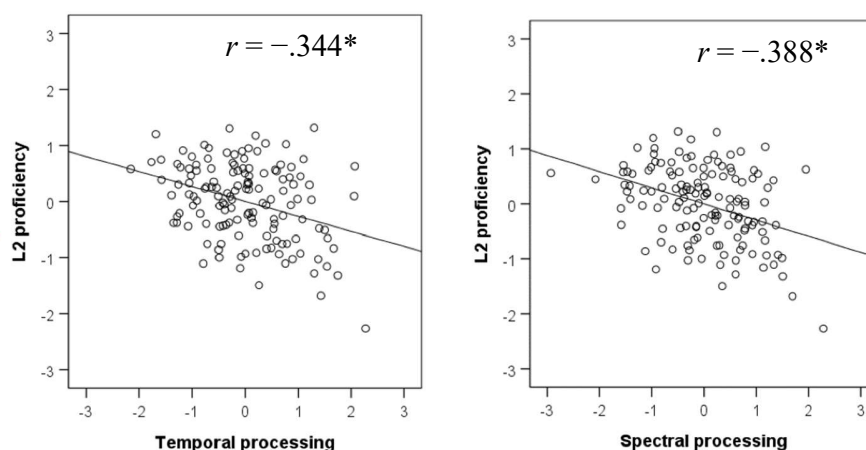 r = −.344*
3
2
1
0
-1
-2
-3
L2 proficiency
-3 -2 -1 0 1 2 3
Temporal processing
r = −.388*
3
2
1
0
-1
-2
-3
L2 proficiency
-3 -2 -1 0 1 2 3
Spectral processing